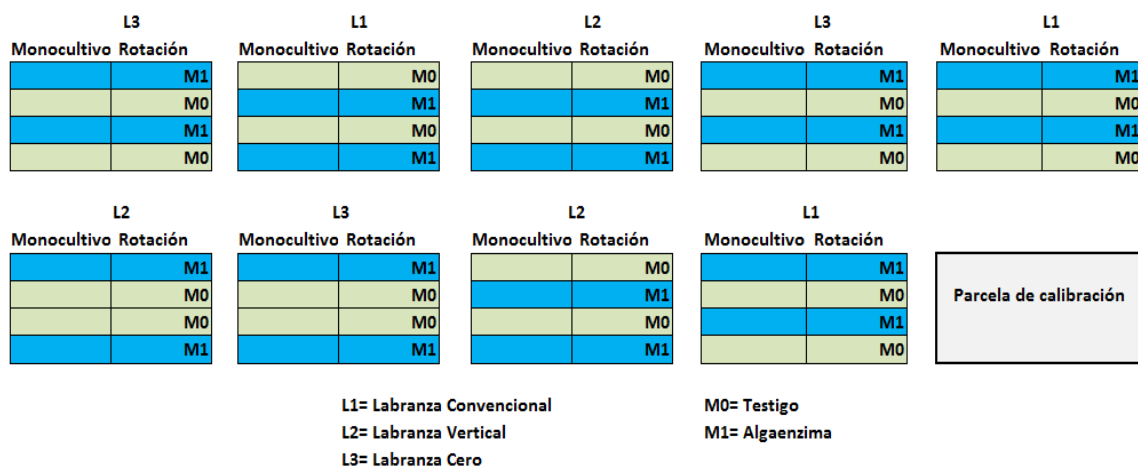 L3 L1 L2 L3 L1
Monocultivo Rotación Monocultivo Rotación Monocultivo Rotación Monocultivo Rotación Monocultivo Rotación
M1 M0 M0 M1 M1
M0 M1 M1 M0 M0
M1 M0 M0 M1 M1
M0 M1 M1 M0 M0
L2 L3 L2 L1
Monocultivo Rotación Monocultivo Rotación Monocultivo Rotación Monocultivo Rotación
M1 M1 M0 M1
M0 M0 M1 M0 Parcela de calibración
M0 M0 M0 M1
M1 M1 M1 M0
L1= Labranza Convencional M0= Testigo
L2= Labranza Vertical M1= Algaenzima
L3= Labranza Cero